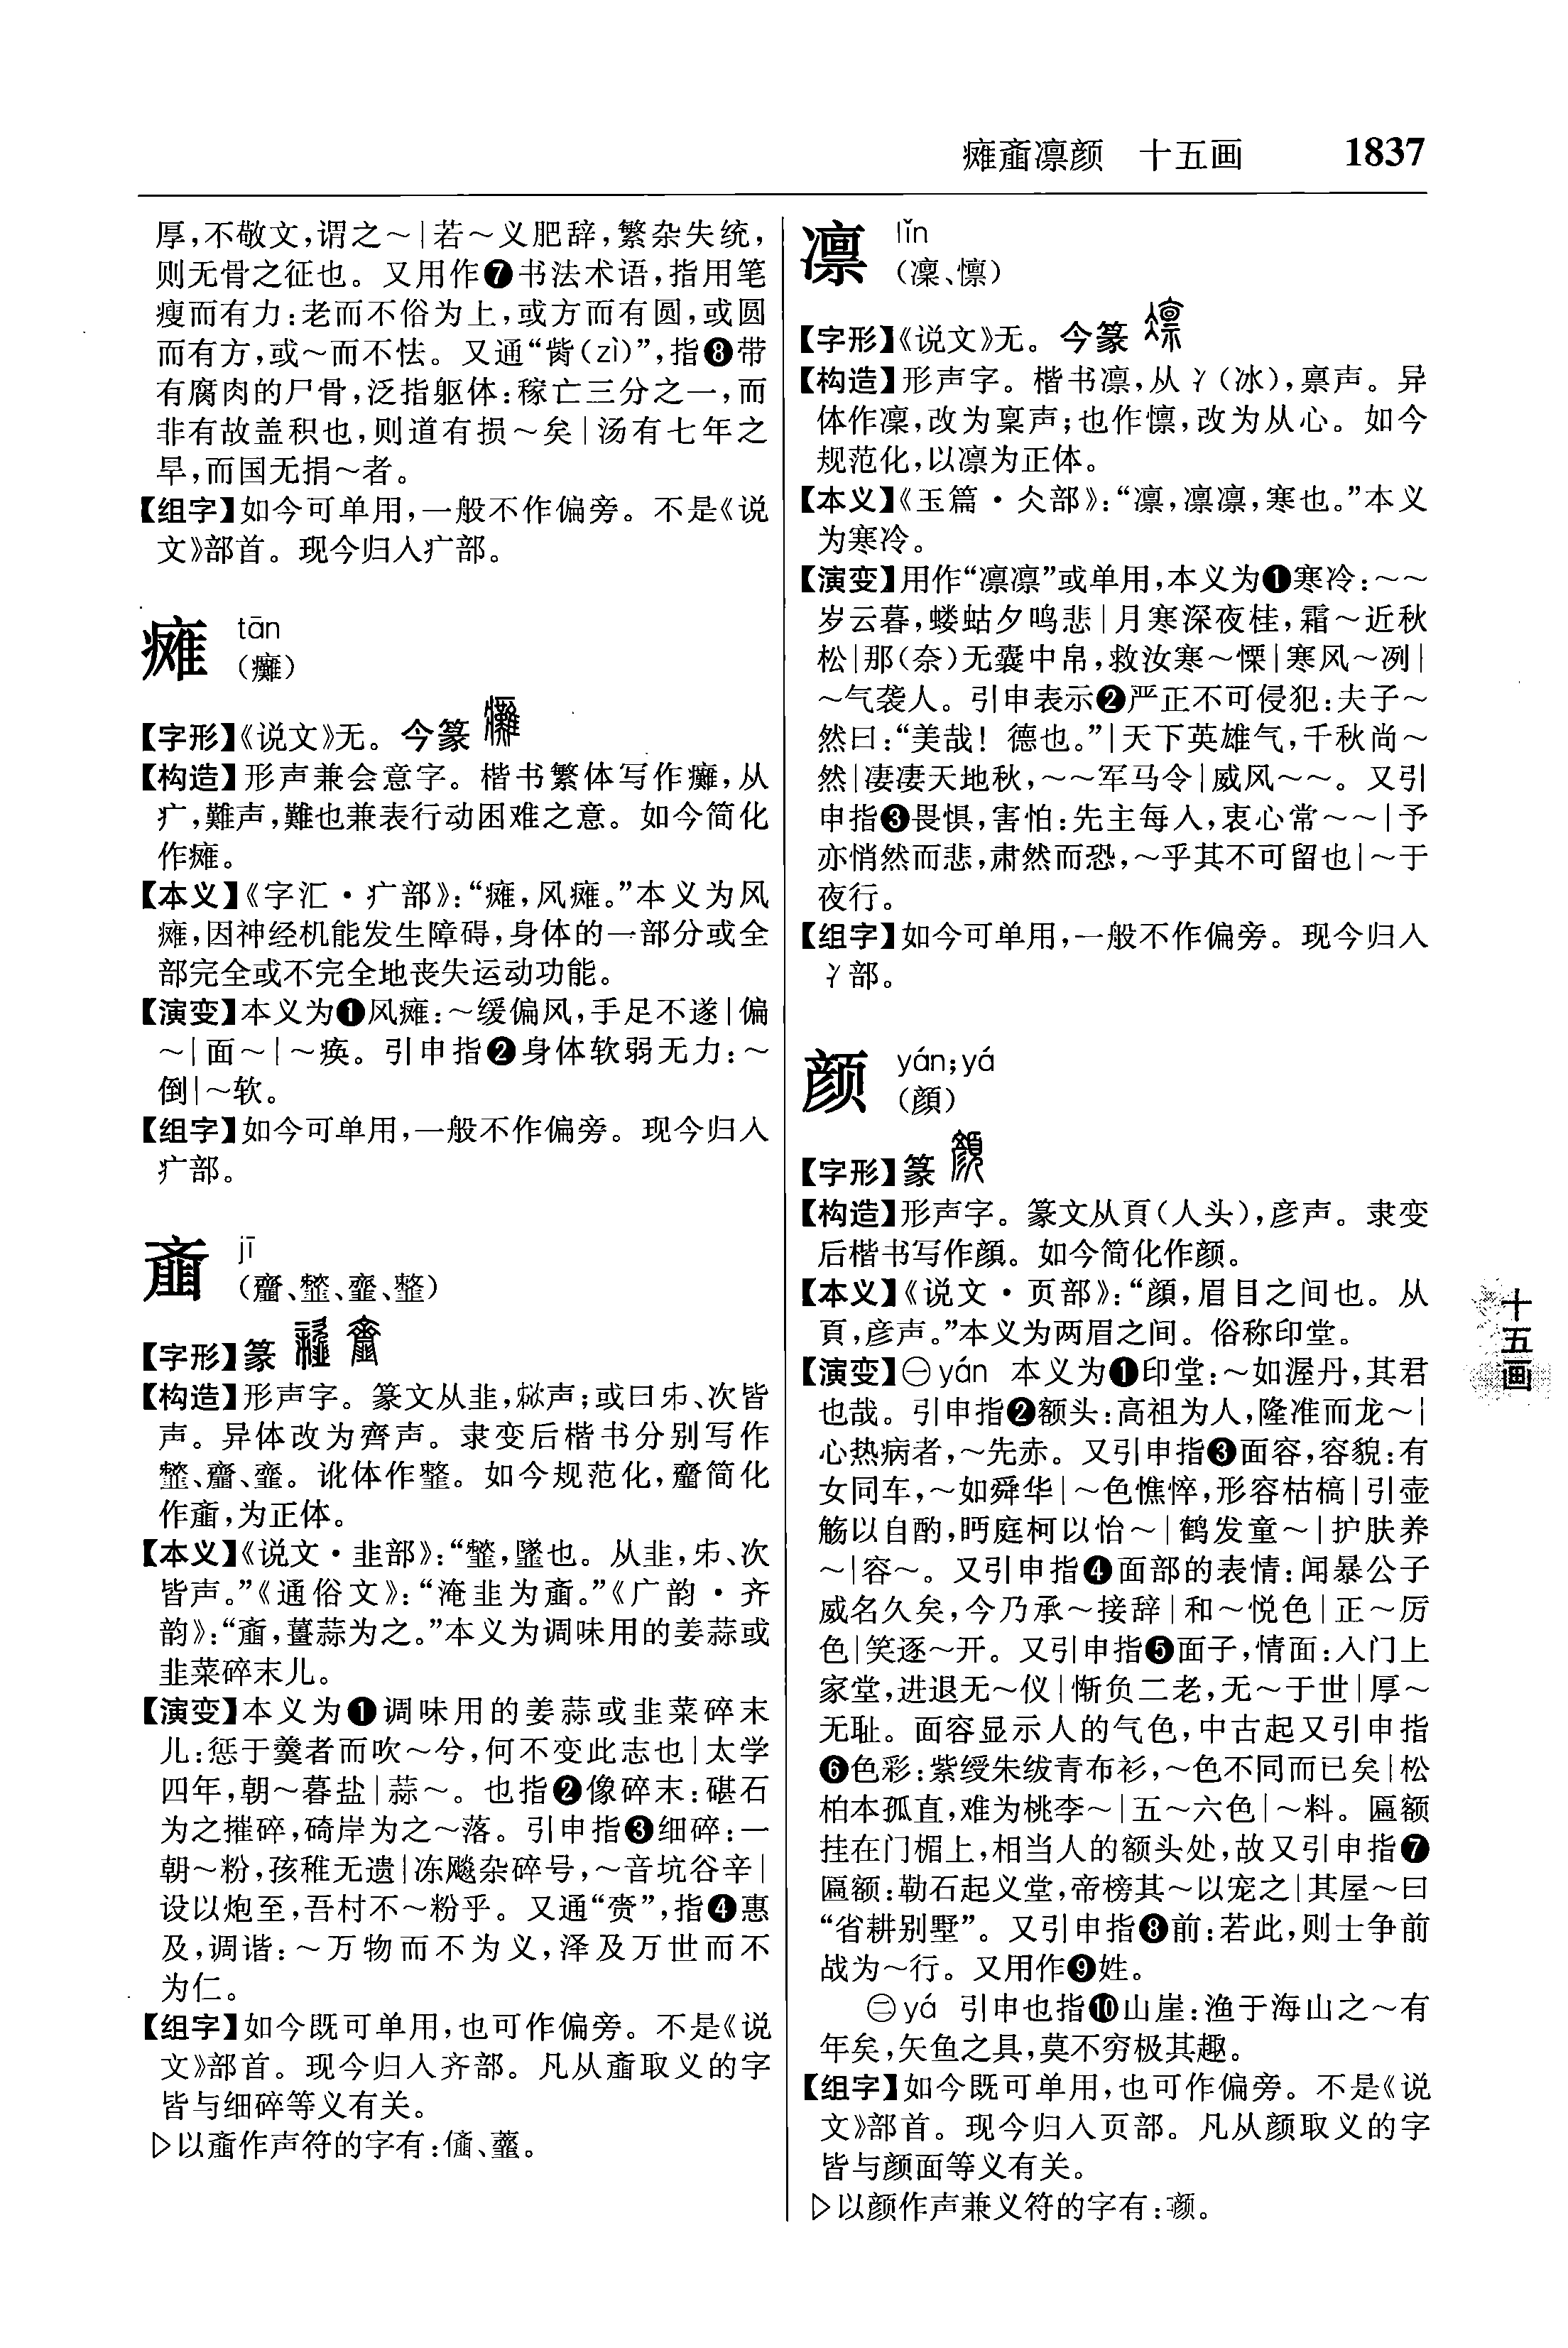 瘫齑凛颜 十五画 1837
厚,不敬文,谓之～|若～义肥辞,繁杂失统,
则无骨之征也。又用作❼书法术语,指用笔
瘦而有力:老而不俗为上,或方而有圆,或圆
而有方,或～而不怯。又通“胔(zì)”,指❽带
有腐肉的尸骨,泛指躯体:稼亡三分之一,而
非有故盖积也,则道有损～矣|汤有七年之
旱,而国无捐～者。
【组字】如今可单用,一般不作偏旁。不是《说
文》部首。现今归入疒部。
瘫 tān
(癱)
【字形】《说文》无。今篆
【构造】形声兼会意字。楷书繁体写作癱,从
疒,難声,難也兼表行动困难之意。如今简化
作瘫。
【本义】《字汇·疒部》:“瘫,风瘫。”本义为风
瘫,因神经机能发生障碍,身体的一部分或全
部完全或不完全地丧失运动功能。
【演变】本义为❶风瘫:～缓偏风,手足不遂|偏
～|面～|～痪。引申指❷身体软弱无力:～
倒|～软。
【组字】如今可单用,一般不作偏旁。现今归入
疒部。
齑 jī
(齏、
【字形】篆
【构造】形声字。篆文从韭,声;或曰𠂔、次皆
声。异体改为齊声。隶变后楷书分别写作
齏、。讹体作。如今规范化,齏简化
作齑,为正体。
【本义】《说文·韭部》:“也。从韭,𠂔、次
皆声。”《通俗文》:“淹韭为齑。”《广韵·齐
韵》:“齑,薑蒜为之。”本义为调味用的姜蒜或
韭菜碎末儿。
【演变】本义为❶调味用的姜蒜或韭菜碎末
儿:惩于羹者而吹～兮,何不变此志也|太学
四年,朝～暮盐|蒜～。也指❷像碎末:碪石
为之摧碎,碕岸为之～落。引申指❸细碎:一
朝～粉,孩稚无遗|冻飚杂碎号,～音坑谷辛|
设以炮至,吾村不～粉乎。又通“赍”,指❹惠
及,调谐:～万物而不为义,泽及万世而不
为仁。
【组字】如今既可单用,也可作偏旁。不是《说
文》部首。现今归入齐部。凡从齑取义的字
皆与细碎等义有关。
▷以齑作声符的字有:
凛 lǐn
(凜、懔)
【字形】《说文》无。今篆
【构造】形声字。楷书凛,从冫(冰),禀声。异
体作凜,改为稟声;也作懔,改为从心。如今
规范化,以凛为正体。
【本义】《玉篇·仌部》:“凛,凛凛,寒也。”本义
为寒冷。
【演变】用作“凛凛”或单用,本义为❶寒冷:～～
岁云暮,蝼蛄夕鸣悲|月寒深夜桂,霜～近秋
松|那(奈)无囊中帛,救汝寒～慄|寒风～冽|
～气袭人。引申表示❷严正不可侵犯:夫子～
然曰:“美哉!德也。”|天下英雄气,千秋尚～
然|凄凄天地秋,～～军马令|威风～～。又引
申指❸畏惧,害怕:先主每人,衷心常～～|予
亦悄然而悲,肃然而恐,～乎其不可留也|～于
夜行。
【组字】如今可单用,一般不作偏旁。现今归入
冫部。
颜 yán;yá
(顔)
【字形】篆
【构造】形声字。篆文从頁(人头),彦声。隶变
后楷书写作顔。如今简化作颜。
【本义】《说文·页部》:“顔,眉目之间也。从
頁,彦声。”本义为两眉之间。俗称印堂。
【演变】㊀yán 本义为❶印堂:～如渥丹,其君
也哉。引申指❷额头:高祖为人,隆准而龙～|
心热病者,～先赤。又引申指❸面容,容貌:有
女同车,～如舜华|～色憔悴,形容枯槁|引壶
觞以自酌,眄庭柯以怡～|鹤发童～|护肤养
～|容～。又引申指❹面部的表情:闻暴公子
威名久矣,今乃承～接辞|和～悦色|正～厉
色|笑逐～开。又引申指❺面子,情面:入门上
家堂,进退无～仪|惭负二老,无～于世|厚～
无耻。面容显示人的气色,中古起又引申指
❻色彩:紫绶朱绂青布衫,～色不同而已矣|松
柏本孤直,难为桃李～|五～六色|～料。匾额
挂在门楣上,相当人的额头处,故又引申指❼
匾额:勒石起义堂,帝榜其～以宠之|其屋～曰
“省耕别墅”。又引申指❽前:若此,则士争前
战为～行。又用作❾姓。
㊁yá 引申也指❿山崖:渔于海山之～有
年矣,矢鱼之具,莫不穷极其趣。
【组字】如今既可单用,也可作偏旁。不是《说
文》部首。现今归入页部。凡从颜取义的字
皆与颜面等义有关。
▷以颜作声兼义符的字有:
十五画